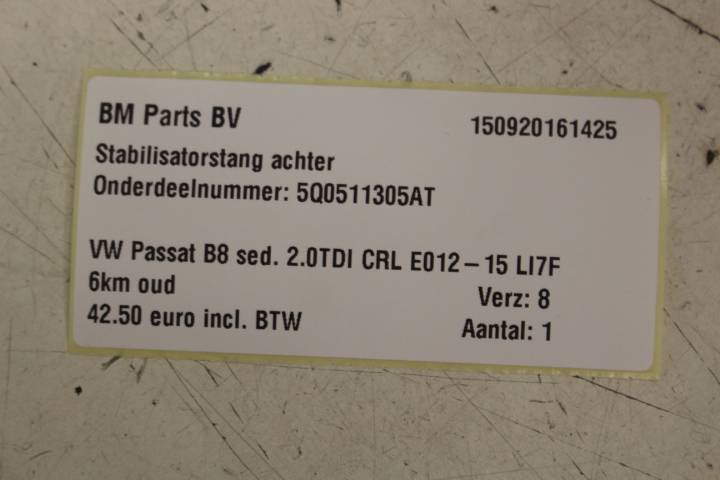 BM Parts BV 150920161425
Stabilisatorstang achter
Onderdeelnummer: 5Q0511305AT
VW Passat B8 sed. 2.0TDI CRL E012-15 LI7F
6km oud Verz: 8
42.50 euro incl. BTW Aantal: 1